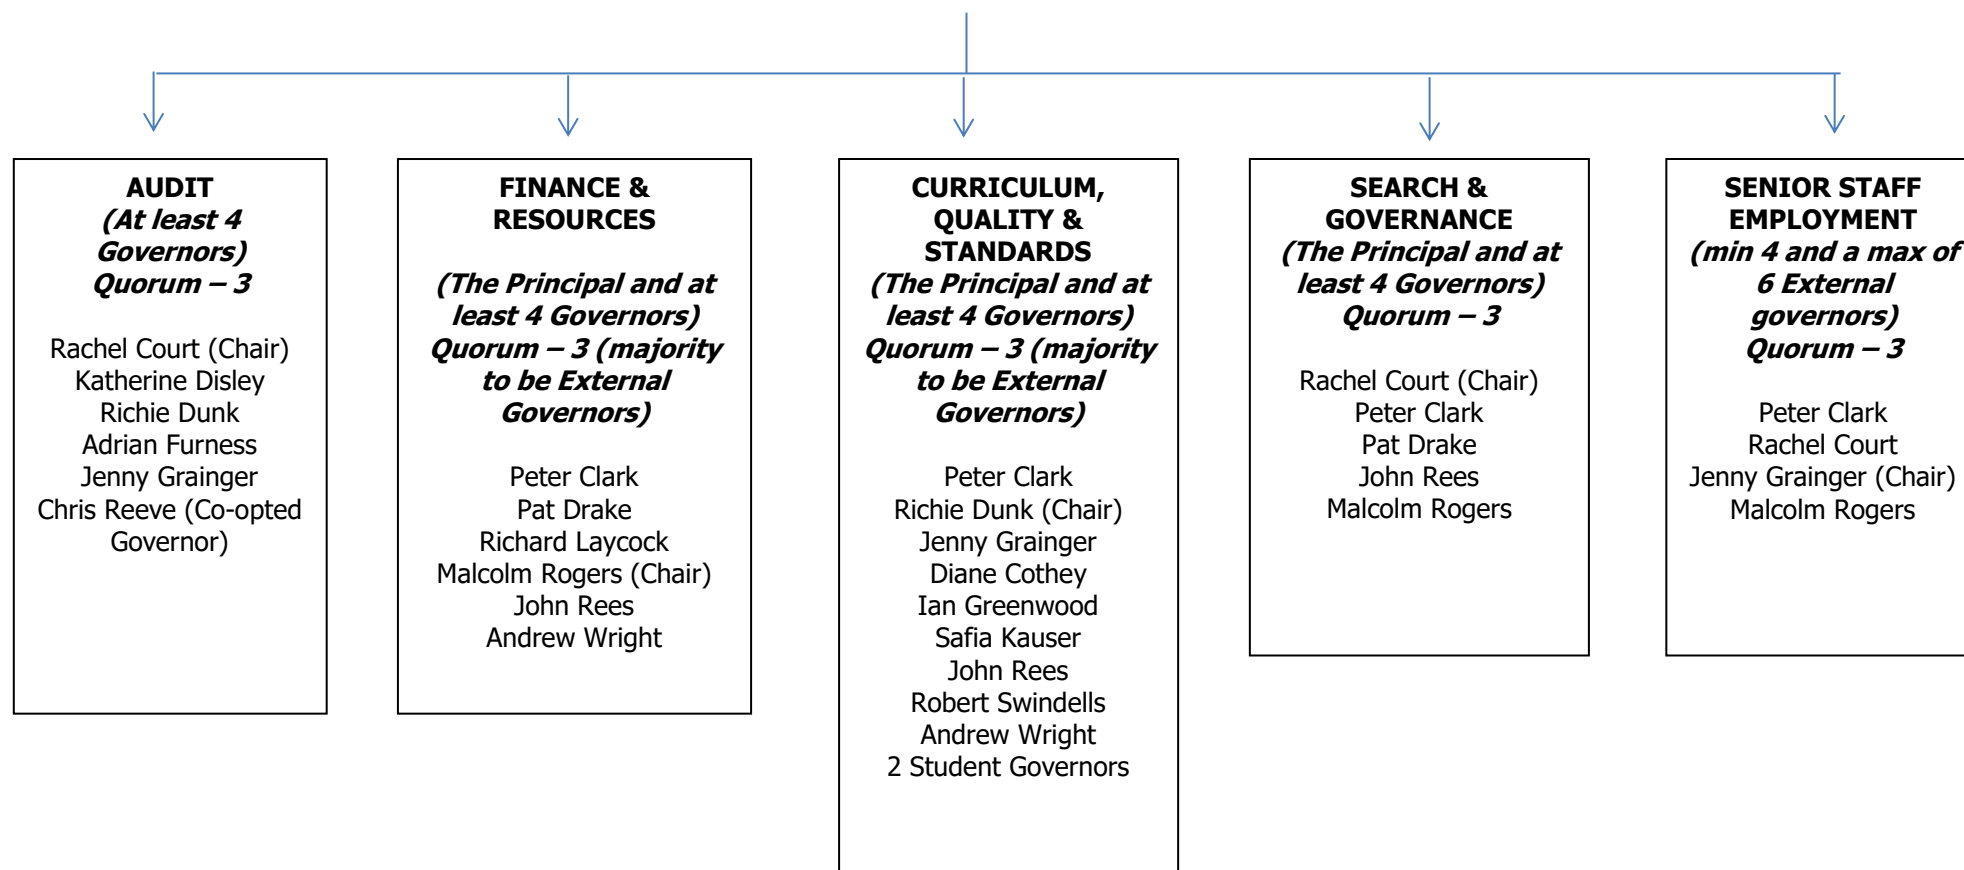 AUDIT
(At least 4
Governors)
Quorum – 3
Rachel Court (Chair)
Katherine Disley
Richie Dunk
Adrian Furness
Jenny Grainger
Chris Reeve (Co-opted
Governor)
FINANCE &
RESOURCES
(The Principal and at
least 4 Governors)
Quorum – 3 (majority
to be External
Governors)
Peter Clark
Pat Drake
Richard Laycock
Malcolm Rogers (Chair)
John Rees
Andrew Wright
CURRICULUM,
QUALITY &
STANDARDS
(The Principal and at
least 4 Governors)
Quorum – 3 (majority
to be External
Governors)
Peter Clark
Richie Dunk (Chair)
Jenny Grainger
Diane Cothey
Ian Greenwood
Safia Kauser
John Rees
Robert Swindells
Andrew Wright
2 Student Governors
SEARCH &
GOVERNANCE
(The Principal and at
least 4 Governors)
Quorum – 3
Rachel Court (Chair)
Peter Clark
Pat Drake
John Rees
Malcolm Rogers
SENIOR STAFF
EMPLOYMENT
(min 4 and a max of
6 External
governors)
Quorum – 3
Peter Clark
Rachel Court
Jenny Grainger (Chair)
Malcolm Rogers